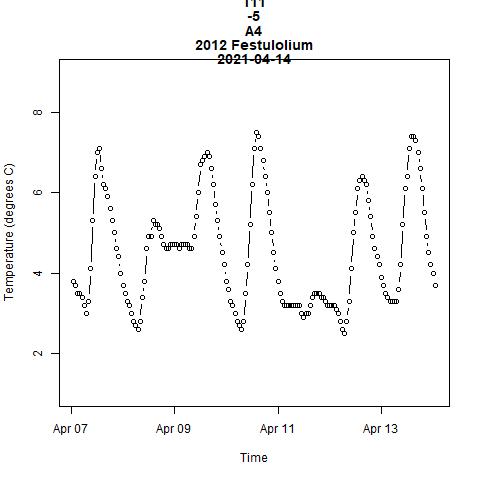 -5
A4
2012 Festulolium
2021-04-14
8
6
4
2
Temperature (degrees C)
Apr 07 Apr 09 Apr 11 Apr 13
Time